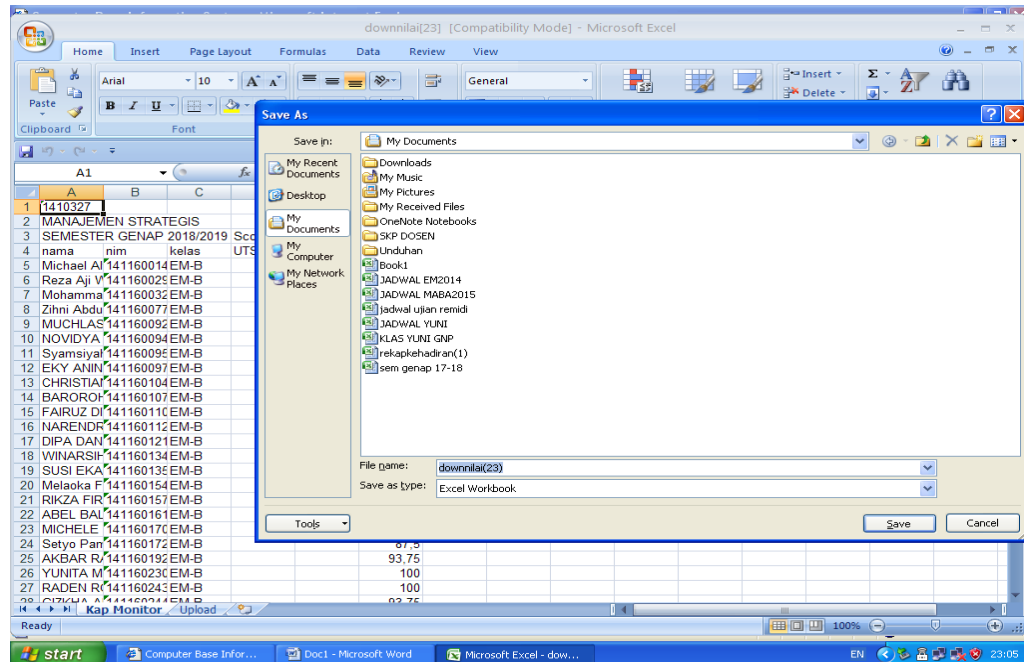 downnilai[23] [Compatibility Mode] - Microsoft Excel
Home Insert Page Layout Formulas Data Review View
Arial 10 General Insert
Paste B I U Delete
Clipboard Font
A1 fx
A B C
1 1410327
2 MANAJEMEN STRATEGIS
3 SEMESTER GENAP 2018/2019
4 nama nim kelas UTS
5 Michael Al 141160014 EM-B
6 Reza Aji 141160029 EM-B
7 Mohamma 141160032 EM-B
8 Zihni Abdu 141160077 EM-B
9 MUCHLAS 141160092 EM-B
10 NOVIDYA 141160094 EM-B
11 Syamsiyal 141160095 EM-B
12 EKY ANIN 141160097 EM-B
13 CHRISTIAN 141160104 EM-B
14 BAROROH 141160107 EM-B
15 FAIRUZ DI 141160110 EM-B
16 NARENDR 141160112 EM-B
17 DIPA DAN 141160121 EM-B
18 WINARSIH 141160134 EM-B
19 SUSI EKA 141160135 EM-B
20 Melaoka F 141160154 EM-B
21 RIKZA FIR 141160157 EM-B
22 ABEL BAL 141160161 EM-B
23 MICHELE 141160170 EM-B
24 Setyo Pam 141160172 EM-B 87,5
25 AKBAR RA 141160192 EM-B 93,75
26 YUNITA M 141160230 EM-B 100
27 RADEN R 141160243 EM-B 100
Kap Monitor Upload
Ready 100%
Save As
Save in: My Documents
My Recent Documents
Desktop
My Documents
My Computer
My Network Places
Downloads
My Music
My Pictures
My Received Files
OneNote Notebooks
SKP DOSEN
Unduhan
Book1
JADWAL EM2014
JADWAL MABA2015
jadwal ujian remidi
JADWAL YUNI
KLAS YUNI GNP
rekapkehadiran(1)
sem genap 17-18
File name: downnilai(23)
Save as type: Excel Workbook
Tools Save Cancel
start Computer Base Infor... Doc1 - Microsoft Word Microsoft Excel - dow... EN 23:05